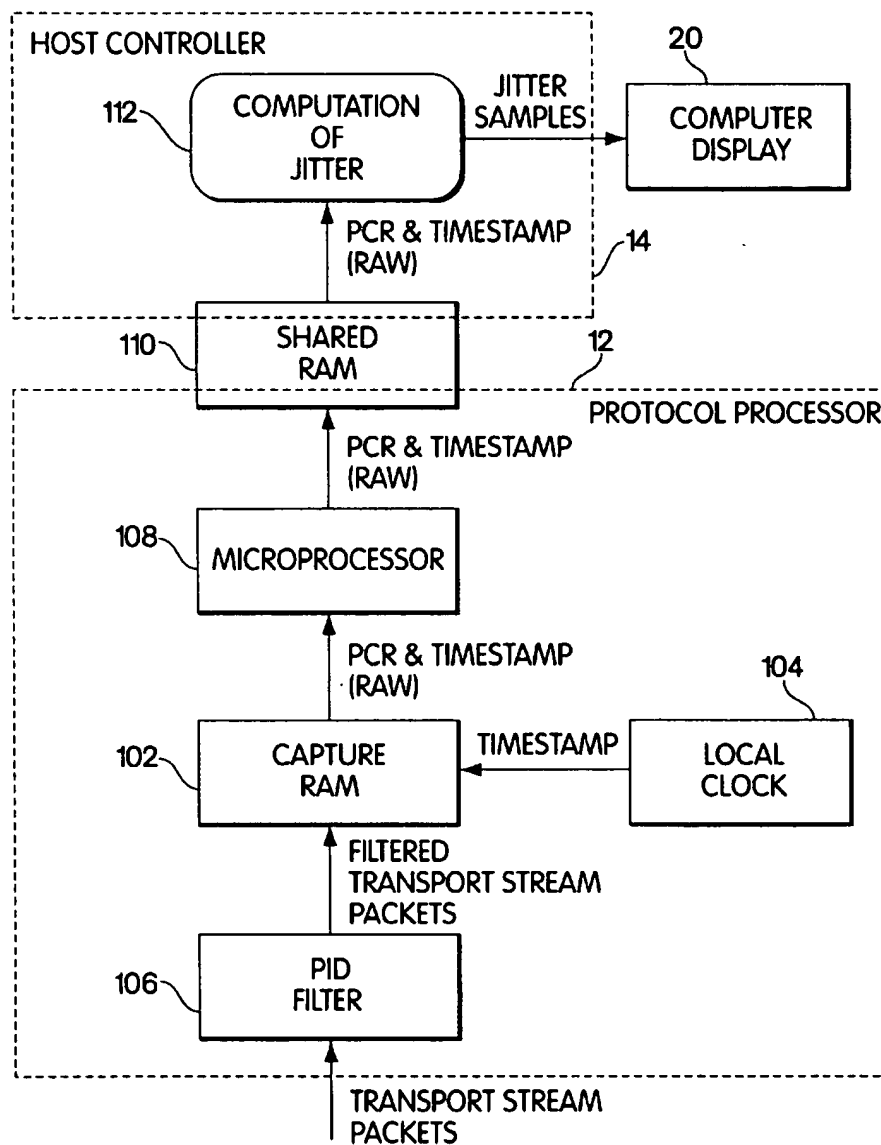 HOST CONTROLLER
20
112
COMPUTATION
OF
JITTER
JITTER
SAMPLES
COMPUTER
DISPLAY
PCR & TIMESTAMP
(RAW)
14
110
SHARED
RAM
12
PROTOCOL PROCESSOR
PCR & TIMESTAMP
(RAW)
108
MICROPROCESSOR
PCR & TIMESTAMP
(RAW)
104
102
CAPTURE
RAM
TIMESTAMP
LOCAL
CLOCK
FILTERED
TRANSPORT STREAM
PACKETS
106
PID
FILTER
TRANSPORT STREAM
PACKETS